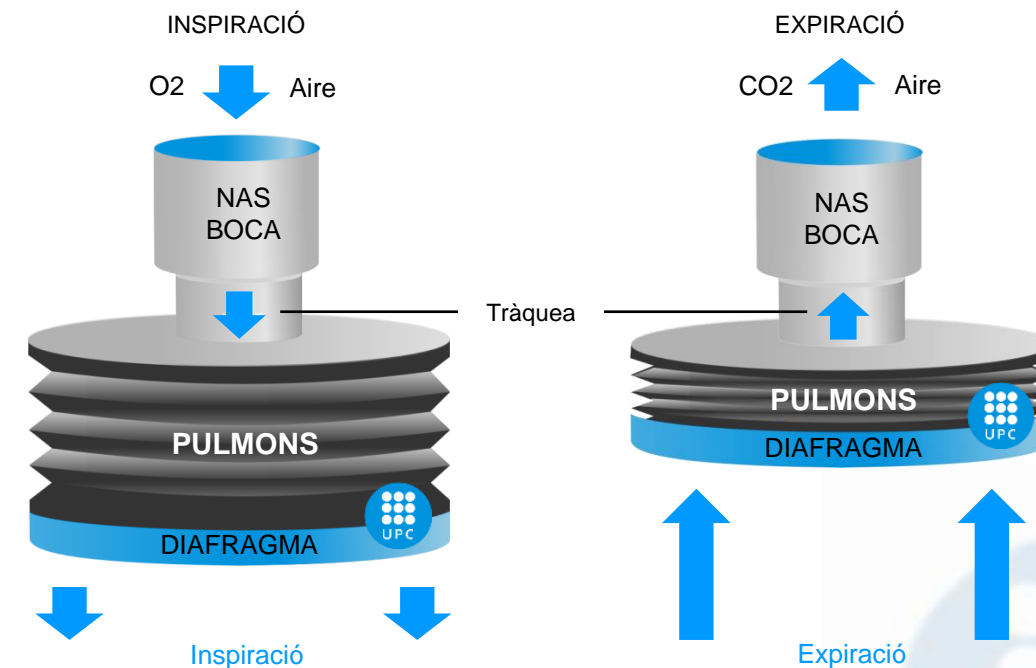 INSPIRACIÓ
O2 Aire
NAS
BOCA
PULMONS
UPC
DIAFRAGMA
Inspiració
Tràquea
EXPIRACIÓ
CO2 Aire
NAS
BOCA
PULMONS
UPC
DIAFRAGMA
Expiració